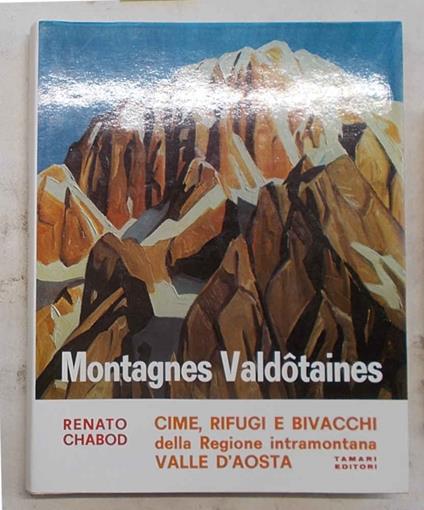 Montagnes Valdôtaines
RENATO
CHABOD
CIME, RIFUGI E BIVACCHI
della Regione intramontana
VALLE D'AOSTA
TAMARI
EDITORI